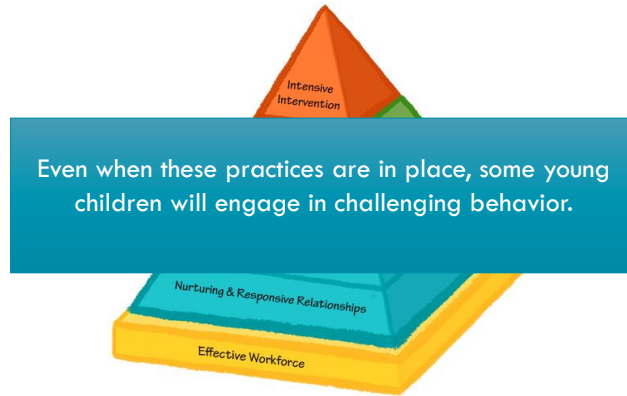 Intensive
Intervention
Even when these practices are in place, some young
children will engage in challenging behavior.
Nurturing & Responsive Relationships
Effective Workforce